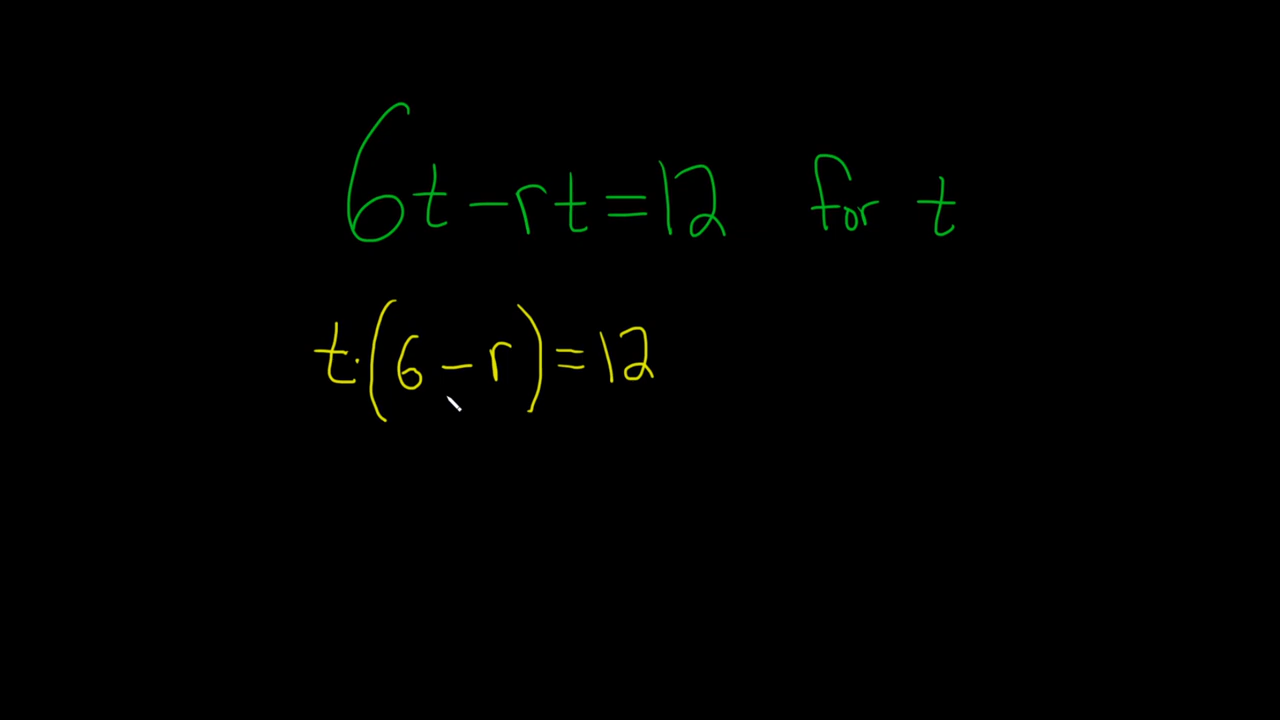 6t - rt = 12 for t
t·(6 - r) = 12